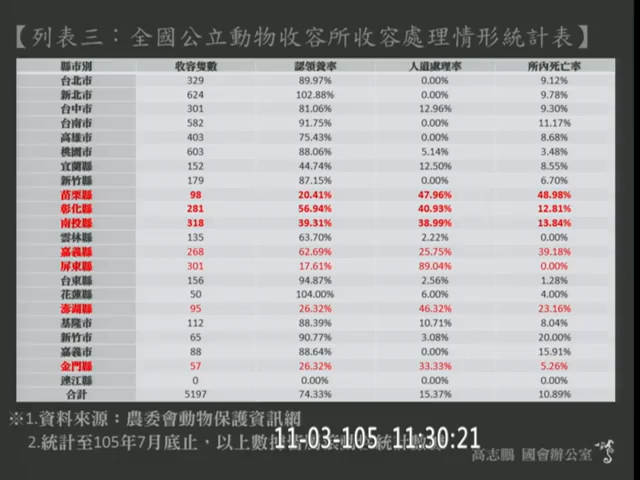 【列表三：全國公立動物收容所收容處理情形統計表】
縣市別 收容隻數 認領養率 人道處理率 所內死亡率
台北市 329 89.97% 0.00% 9.12%
新北市 624 102.88% 0.00% 9.78%
台中市 301 81.06% 12.96% 9.30%
台南市 582 91.75% 0.00% 11.17%
高雄市 403 75.43% 0.00% 8.68%
桃園市 603 88.06% 5.14% 3.48%
宜蘭縣 152 44.74% 12.50% 8.55%
新竹縣 179 87.15% 0.00% 6.70%
苗栗縣 98 20.41% 47.96% 48.98%
彰化縣 281 56.94% 40.93% 12.81%
南投縣 318 39.31% 38.99% 13.84%
雲林縣 135 63.70% 2.22% 0.00%
嘉義縣 268 62.69% 25.75% 39.18%
屏東縣 301 17.61% 89.04% 0.00%
台東縣 156 94.87% 2.56% 1.28%
花蓮縣 50 104.00% 6.00% 4.00%
澎湖縣 95 26.32% 46.32% 23.16%
基隆市 112 88.39% 10.71% 8.04%
新竹市 65 90.77% 3.08% 20.00%
嘉義市 88 88.64% 0.00% 15.91%
金門縣 57 26.32% 33.33% 5.26%
連江縣 0 0.00% 0.00% 0.00%
合計 5197 74.33% 15.37% 10.89%
※1.資料來源：農委會動物保護資訊網
2.統計至105年7月底止，以上數
11-03-105 11:30:21
高志鵬 國會辦公室